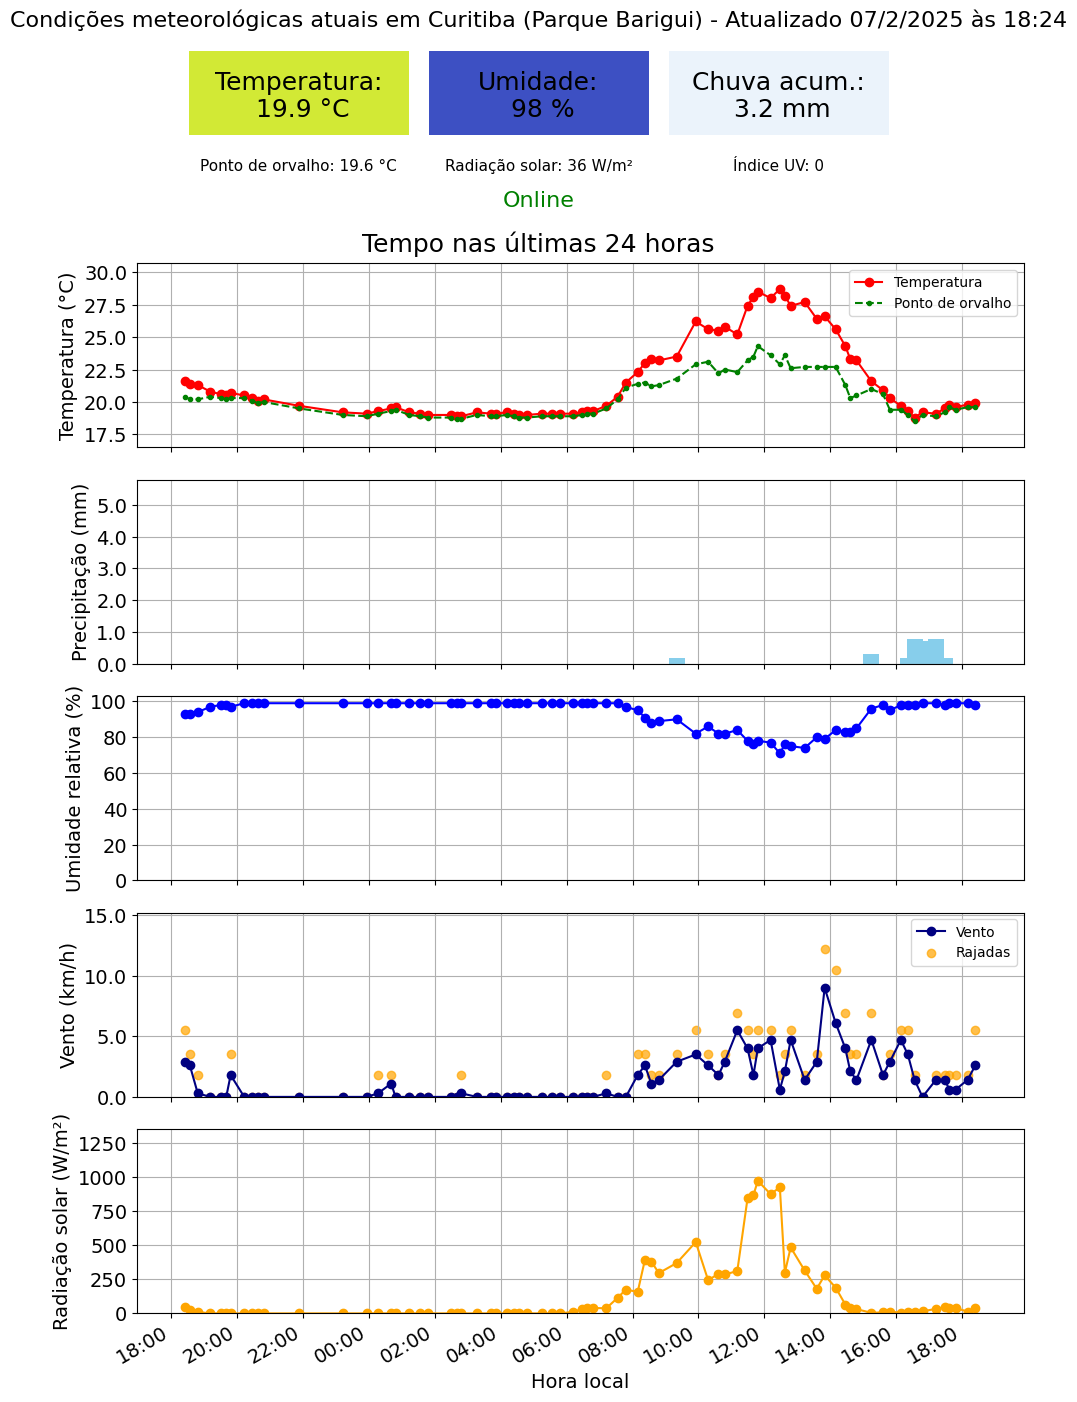 Condições meteorológicas atuais em Curitiba (Parque Barigui) - Atualizado 07/2/2025 às 18:24
Temperatura:
19.9 °C
Umidade:
98 %
Chuva acum.:
3.2 mm
Ponto de orvalho: 19.6 °C
Radiação solar: 36 W/m²
Índice UV: 0
Online
Tempo nas últimas 24 horas
Temperatura (°C)
30.0
27.5
25.0
22.5
20.0
17.5
Temperatura
Ponto de orvalho
Precipitação (mm)
5.0
4.0
3.0
2.0
1.0
0.0
Umidade relativa (%)
100
80
60
40
20
0
Vento (km/h)
15.0
10.0
5.0
0.0
Vento
Rajadas
Radiação solar (W/m²)
1250
1000
750
500
250
0
18:00
20:00
22:00
00:00
02:00
04:00
06:00
08:00
10:00
12:00
14:00
16:00
18:00
Hora local